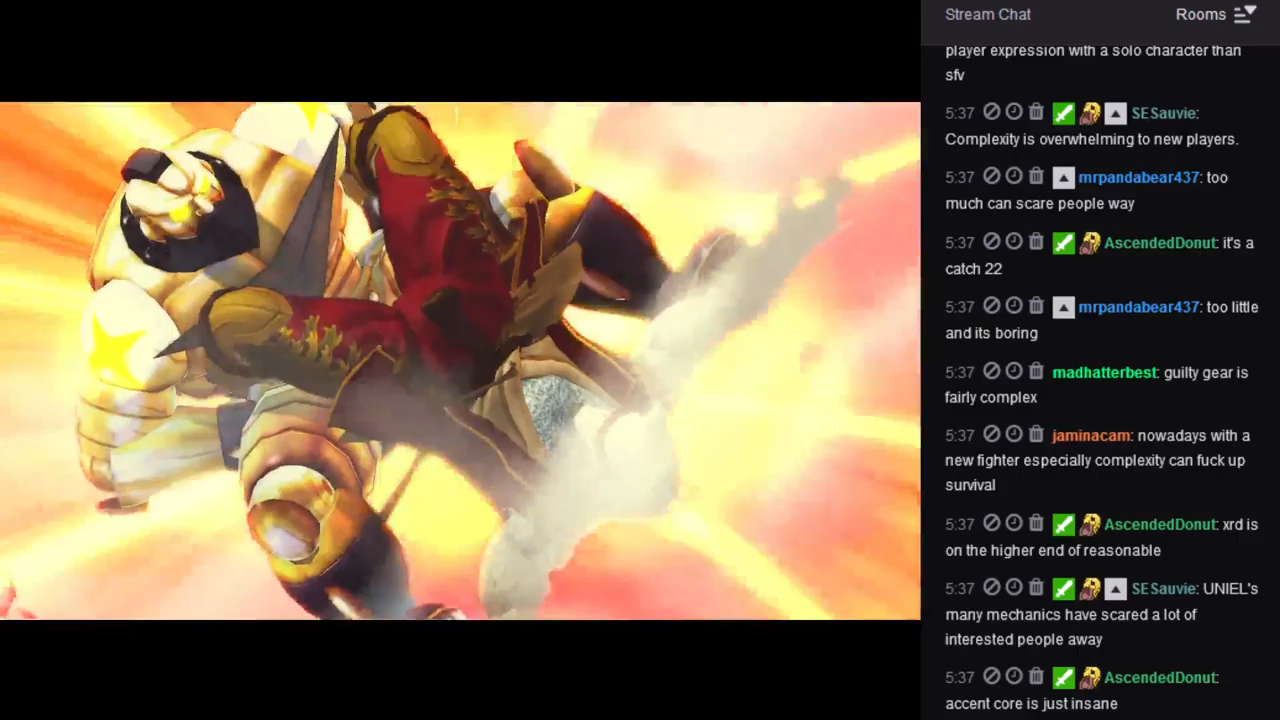 Stream Chat
Rooms
player expression with a solo character than
sfv
5:37 SESauvie:
Complexity is overwhelming to new players.
5:37 mrpandabear437: too
much can scare people way
5:37 AscendedDonut: it's a
catch 22
5:37 mrpandabear437: too little
and its boring
5:37 madhatterbest: guilty gear is
fairly complex
5:37 jaminacam: nowadays with a
new fighter especially complexity can fuck up
survival
5:37 AscendedDonut: xrd is
on the higher end of reasonable
5:37 SESauvie: UNIEL's
many mechanics have scared a lot of
interested people away
5:37 AscendedDonut:
accent core is just insane